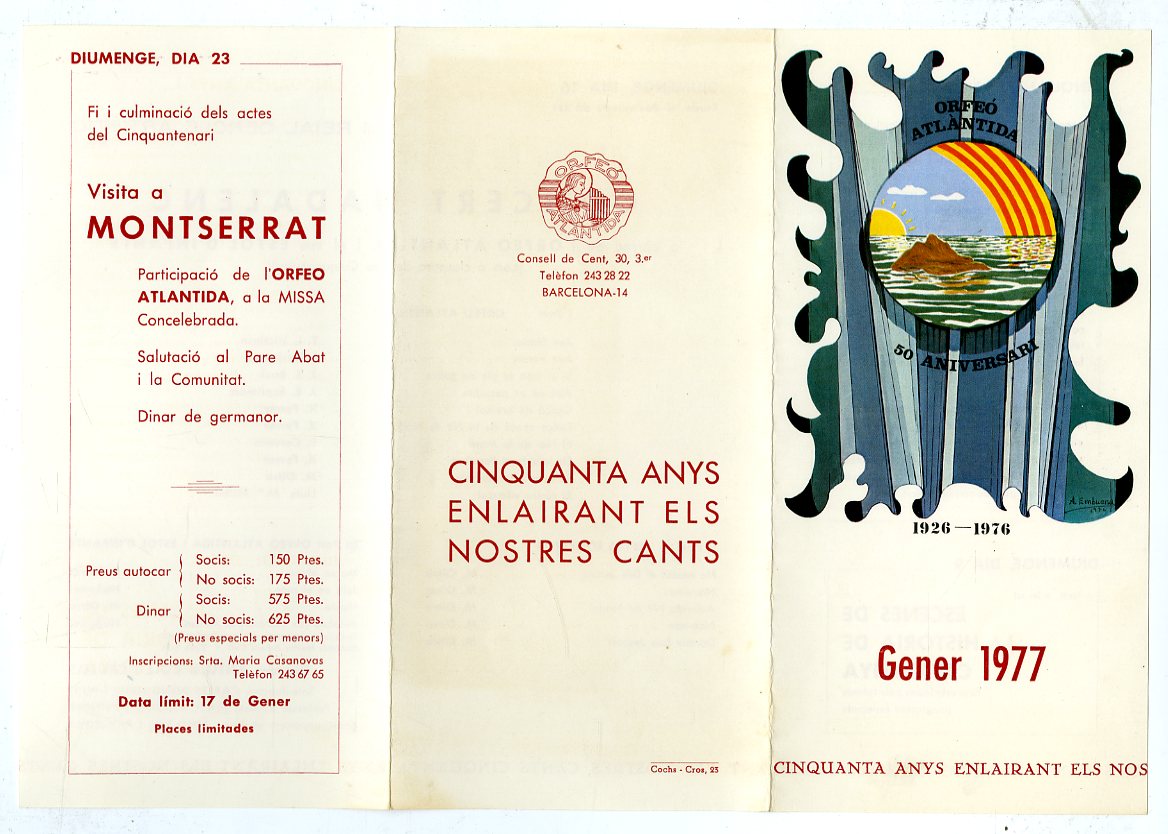 DIUMENGE, DIA 23
Fi i culminació dels actes
del Cinquantenari
Visita a
MONTSERRAT
Participació de l'ORFEO
ATLANTIDA, a la MISSA
Concelebrada.
Salutació al Pare Abat
i la Comunitat.
Dinar de germanor.
Preus autocar
Socis: 150 Ptes.
No socis: 175 Ptes.
Dinar
Socis: 575 Ptes.
No socis: 625 Ptes.
(Preus especials per menors)
Inscripcions: Srta. Maria Casanovas
Telèfon 243 67 65
Data límit: 17 de Gener
Places limitades
ORFEÓ
ATLÀNTIDA
Consell de Cent, 30, 3.er
Telèfon 243 28 22
BARCELONA-14
CINQUANTA ANYS
ENLAIRANT ELS
NOSTRES CANTS
Cochs - Cros, 23
ORFEÓ
ATLÀNTIDA
50 ANIVERSARI
A. Embuena
1976
1926 — 1976
Gener 1977
CINQUANTA ANYS ENLAIRANT ELS NOS